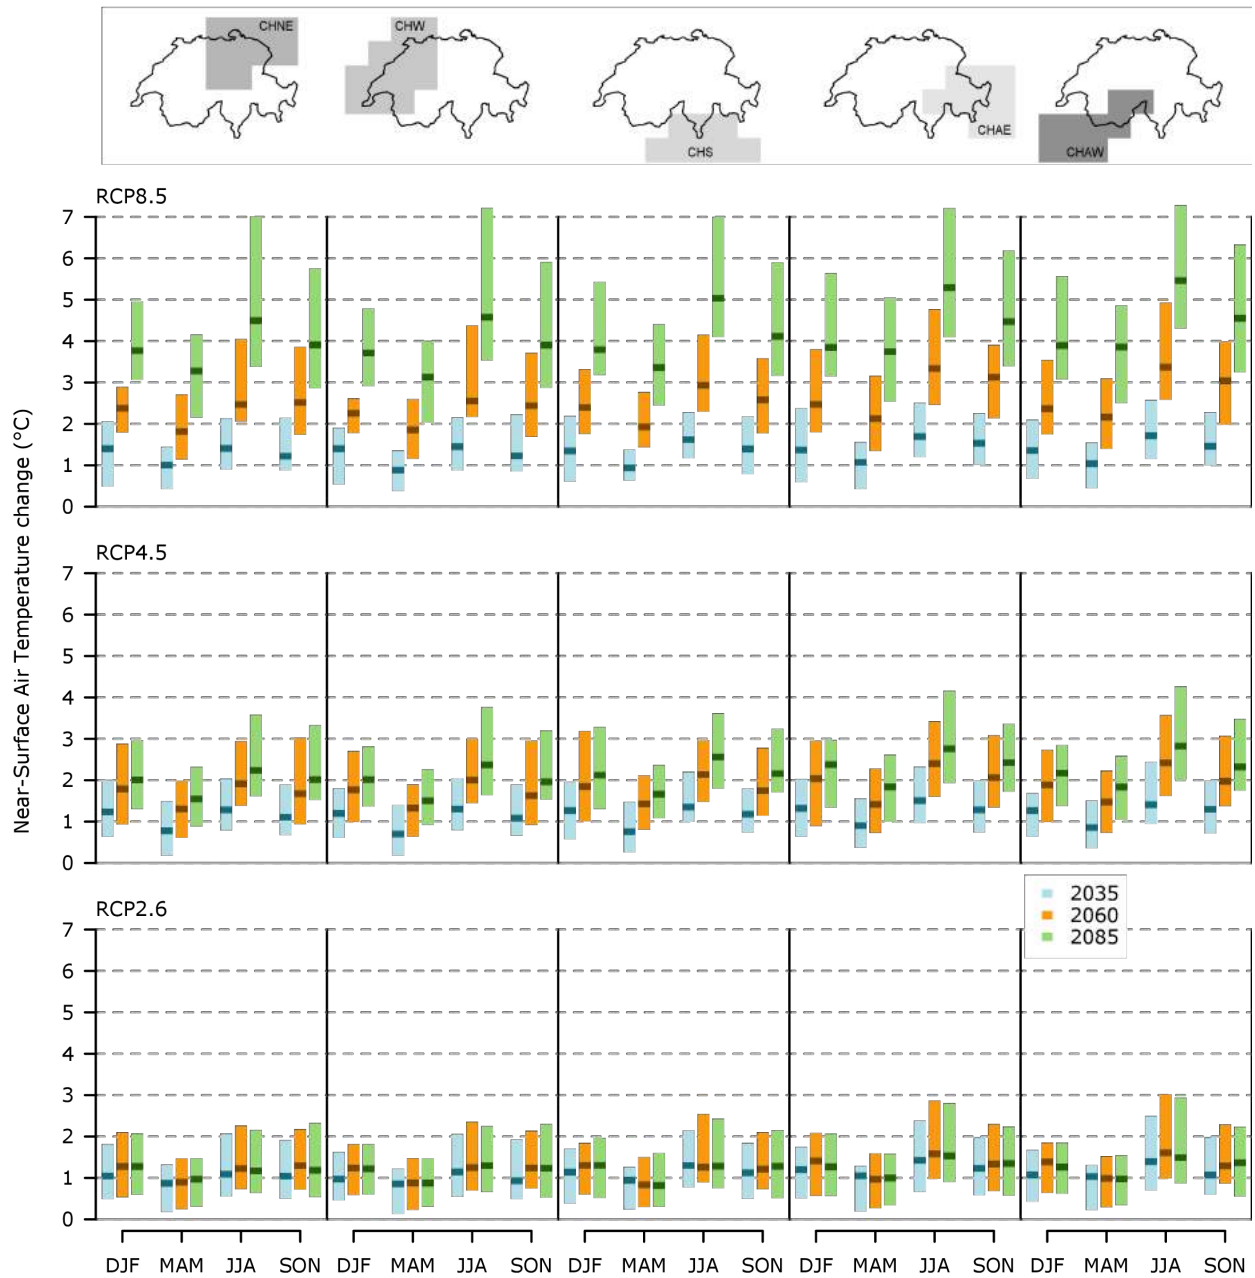 CHNE
CHW
CHS
CHAE
CHAW
RCP8.5
7
6
5
4
3
2
1
0
RCP4.5
7
6
5
4
3
2
1
0
RCP2.6
7
6
5
4
3
2
1
0
Near-Surface Air Temperature change (°C)
2035
2060
2085
DJF MAM JJA SON DJF MAM JJA SON DJF MAM JJA SON DJF MAM JJA SON DJF MAM JJA SON